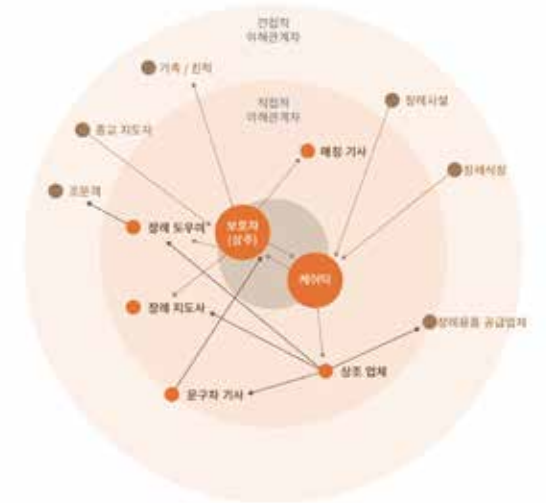 간접적
이해관계자
가족 / 친척
직접적
이해관계자
장례시설
종교 지도사
매장 기사
장례식장
조문객
장례 도우미*
보호자
(상주)
케어터
장례 지도사
장례용품 공급업체
상조 업체
운구차 기사